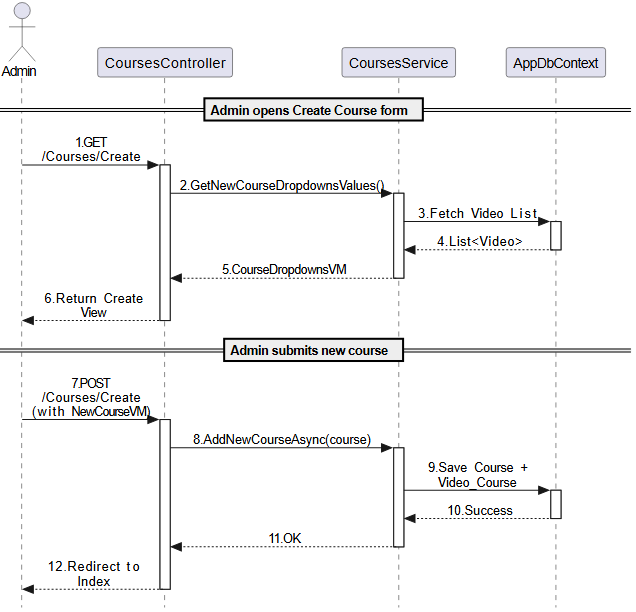 Admin
CoursesController
CoursesService
AppDbContext
Admin opens Create Course form
1.GET
/Courses/Create
2.GetNewCourseDropdownsValues()
3.Fetch Video List
4.List<Video>
5.CourseDropdownsVM
6.Return Create
View
Admin submits new course
7.POST
/Courses/Create
(with NewCourseVM)
8.AddNewCourseAsync(course)
9.Save Course +
Video_Course
10.Success
11.OK
12.Redirect to
Index